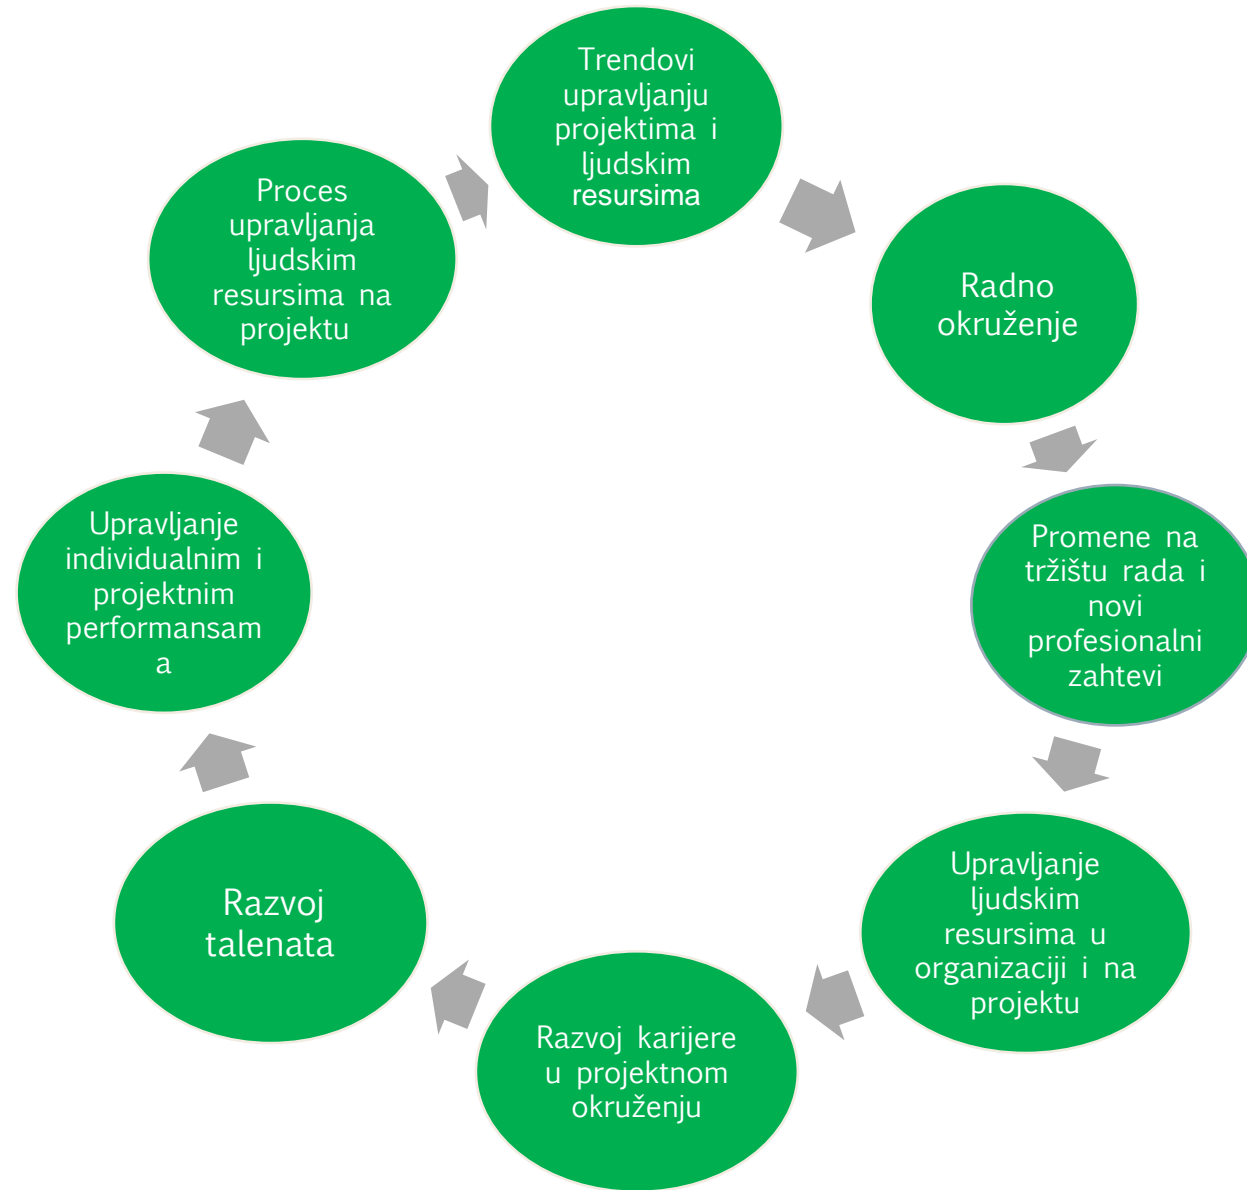 Trendovi
upravljanju
projektima i
ljudskim
resursima
Radno
okruženje
Promene na
tržištu rada i
novi
profesionalni
zahtevi
Upravljanje
ljudskim
resursima u
organizaciji i na
projektu
Razvoj karijere
u projektnom
okruženju
Razvoj
talenata
Upravljanje
individualnim i
projektnim
performansam
a
Proces
upravljanja
ljudskim
resursima na
projektu